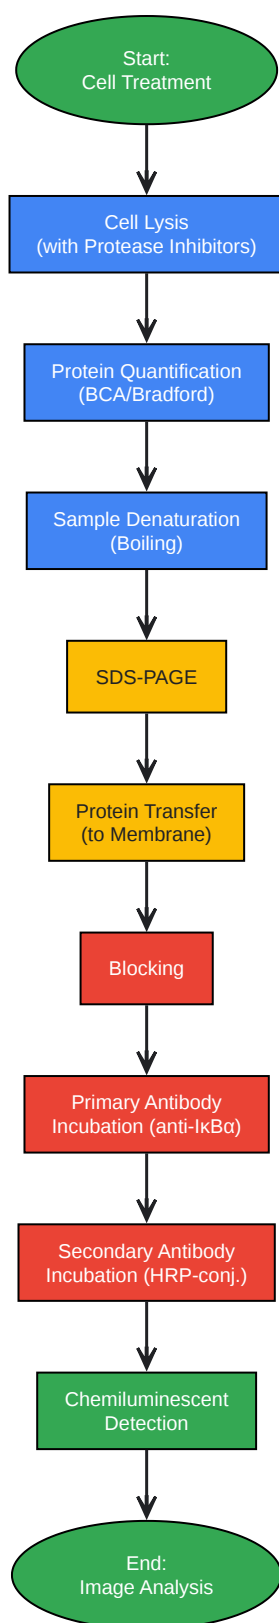 Start:
Cell Treatment
Cell Lysis
(with Protease Inhibitors)
Protein Quantification
(BCA/Bradford)
Sample Denaturation
(Boiling)
SDS-PAGE
Protein Transfer
(to Membrane)
Blocking
Primary Antibody
Incubation (anti-IκBα)
Secondary Antibody
Incubation (HRP-conj.)
Chemiluminescent
Detection
End:
Image Analysis